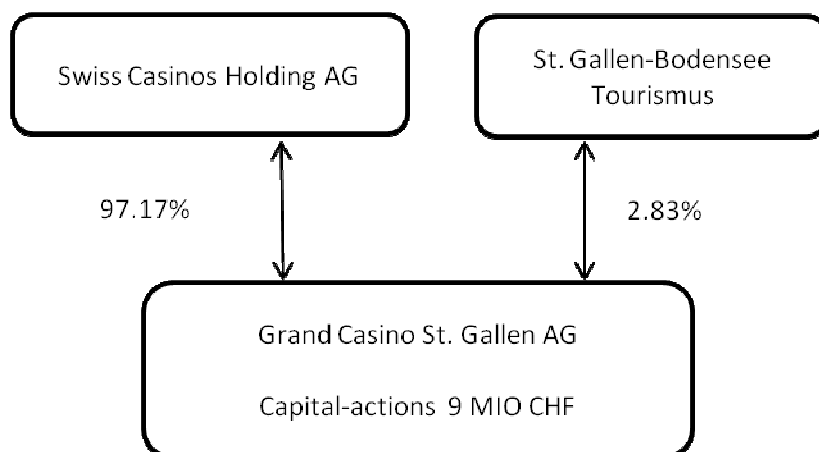 Swiss Casinos Holding AG
St. Gallen-Bodensee
Tourismus
97.17%
2.83%
Grand Casino St. Gallen AG
Capital-actions 9 MIO CHF